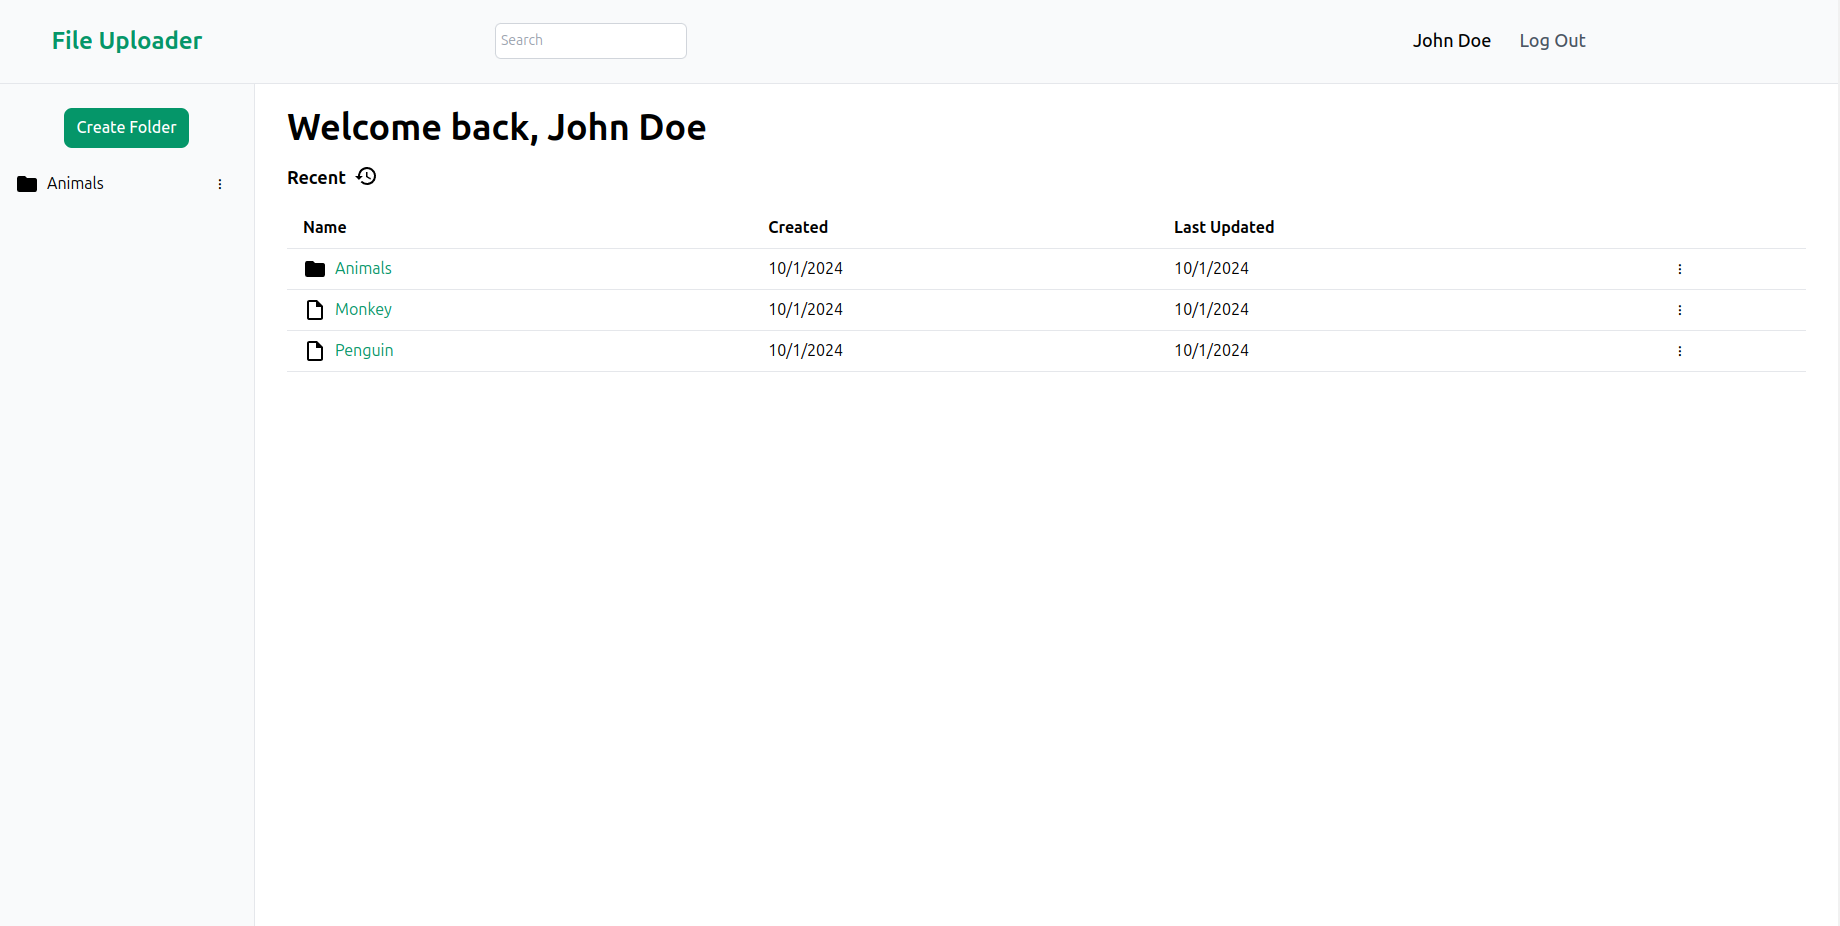 File Uploader
Search
John Doe
Log Out
Create Folder
Animals
Welcome back, John Doe
Recent
Name Created Last Updated
Animals 10/1/2024 10/1/2024
Monkey 10/1/2024 10/1/2024
Penguin 10/1/2024 10/1/2024